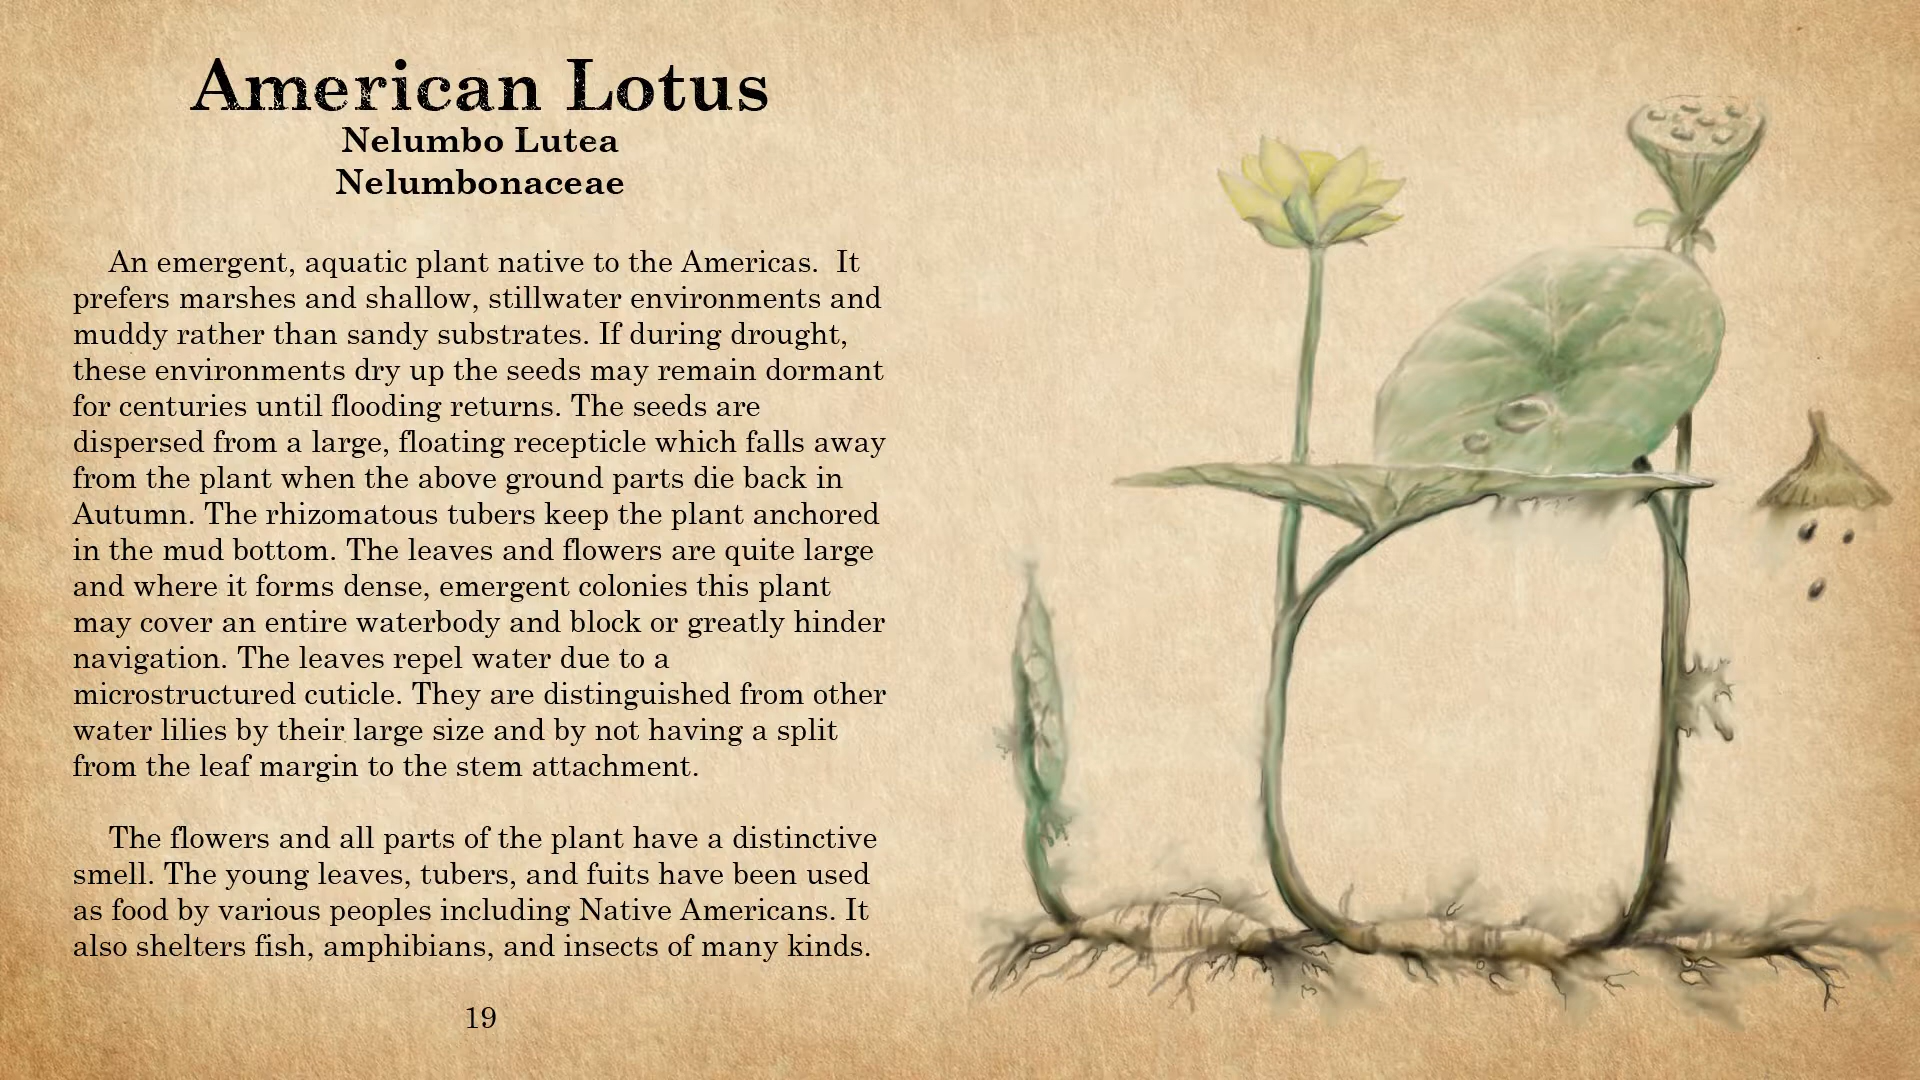 American Lotus
Nelumbo Lutea
Nelumbonaceae
An emergent, aquatic plant native to the Americas.  It
prefers marshes and shallow, stillwater environments and
muddy rather than sandy substrates. If during drought,
these environments dry up the seeds may remain dormant
for centuries until flooding returns. The seeds are
dispersed from a large, floating recepticle which falls away
from the plant when the above ground parts die back in
Autumn. The rhizomatous tubers keep the plant anchored
in the mud bottom. The leaves and flowers are quite large
and where it forms dense, emergent colonies this plant
may cover an entire waterbody and block or greatly hinder
navigation. The leaves repel water due to a
microstructured cuticle. They are distinguished from other
water lilies by their large size and by not having a split
from the leaf margin to the stem attachment.
The flowers and all parts of the plant have a distinctive
smell. The young leaves, tubers, and fuits have been used
as food by various peoples including Native Americans. It
also shelters fish, amphibians, and insects of many kinds.
19